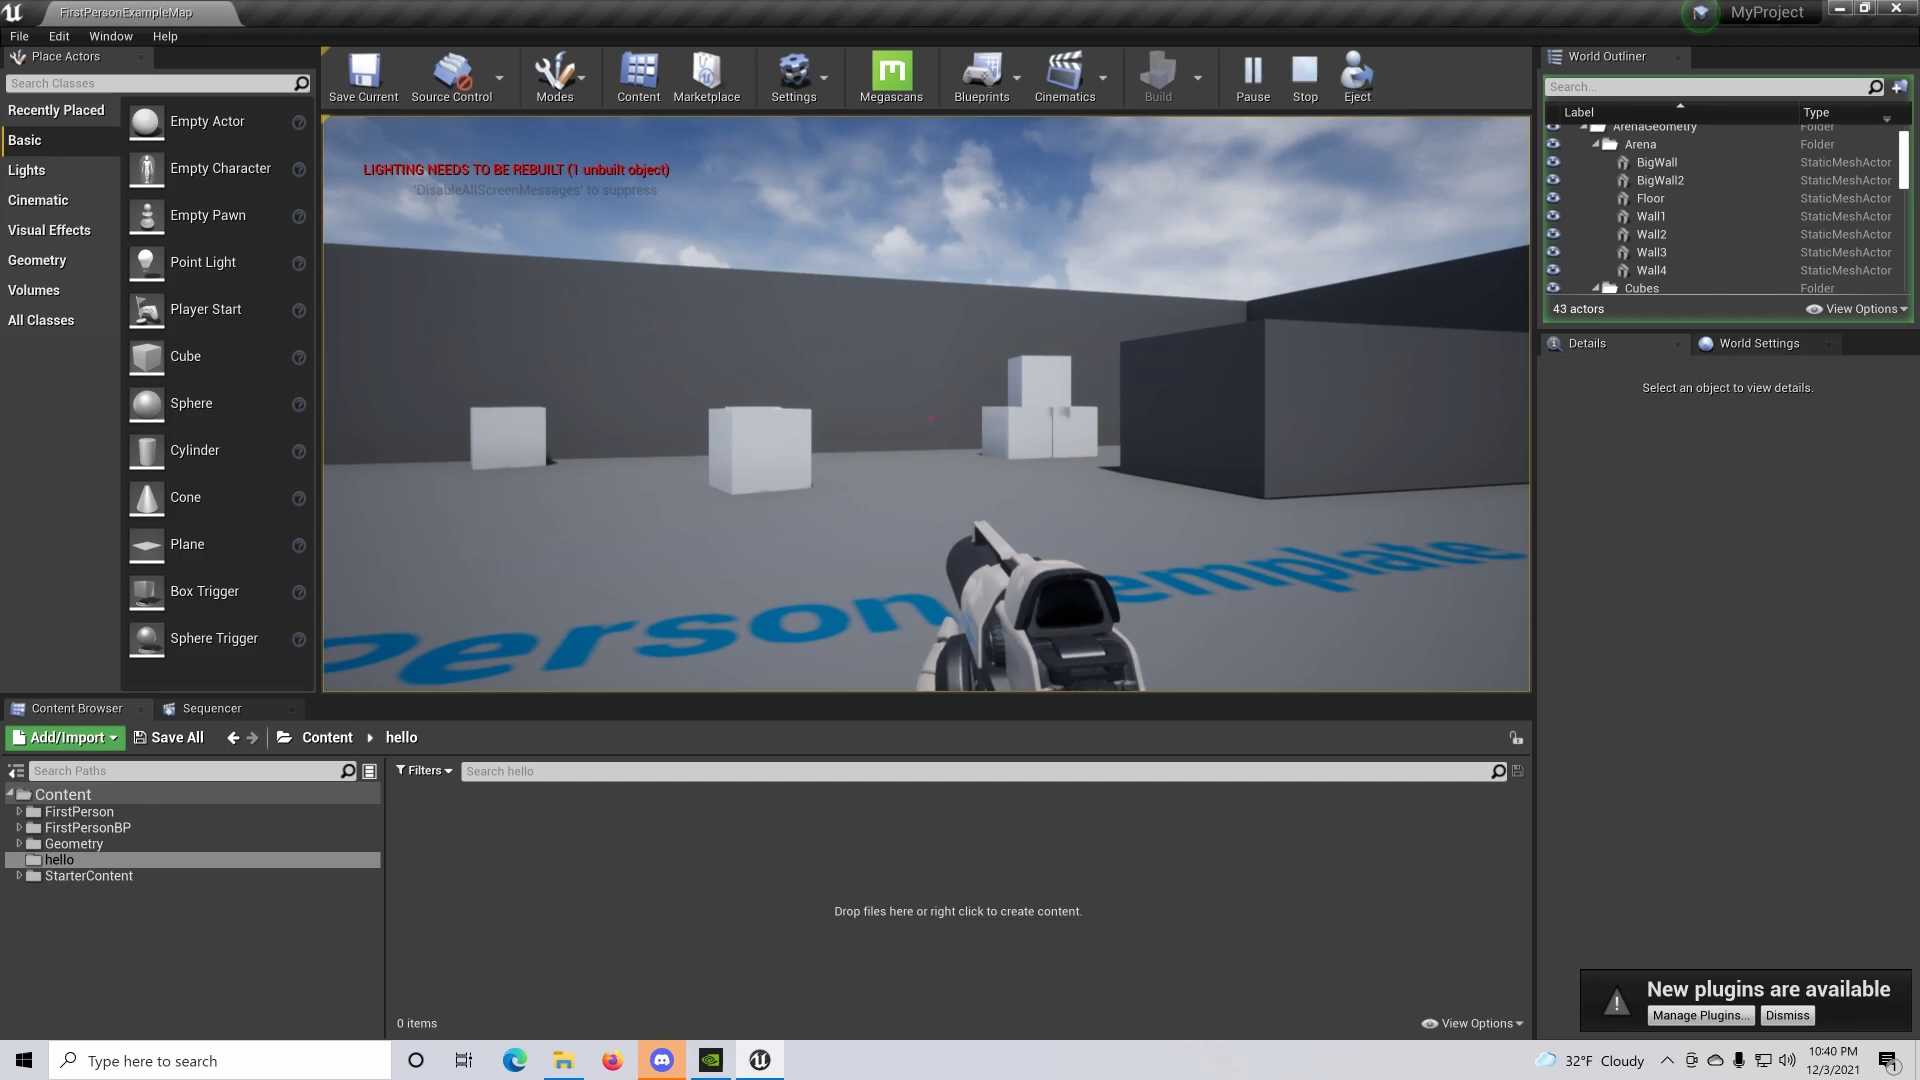 FirstPersonExampleMap
MyProject
File Edit Window Help
Place Actors
Search Classes
Recently Placed
Basic
Lights
Cinematic
Visual Effects
Geometry
Volumes
All Classes
Empty Actor
Empty Character
Empty Pawn
Point Light
Player Start
Cube
Sphere
Cylinder
Cone
Plane
Box Trigger
Sphere Trigger
Save Current
Source Control
Modes
Content
Marketplace
Settings
Megascans
Blueprints
Cinematics
Build
Pause
Stop
Eject
LIGHTING NEEDS TO BE REBUILT (1 unbuilt object)
'DisableAllScreenMessages' to suppress
Person Template
World Outliner
Search...
Label Type
ArenaGeometry Folder
Arena Folder
BigWall StaticMeshActor
BigWall2 StaticMeshActor
Floor StaticMeshActor
Wall1 StaticMeshActor
Wall2 StaticMeshActor
Wall3 StaticMeshActor
Wall4 StaticMeshActor
Cubes Folder
43 actors View Options
Details World Settings
Select an object to view details.
Content Browser Sequencer
Add/Import Save All Content hello
Search Paths
Content
FirstPerson
FirstPersonBP
Geometry
hello
StarterContent
Filters Search hello
Drop files here or right click to create content.
0 items View Options
New plugins are available
Manage Plugins... Dismiss
Type here to search
32°F Cloudy
10:40 PM
12/3/2021
1